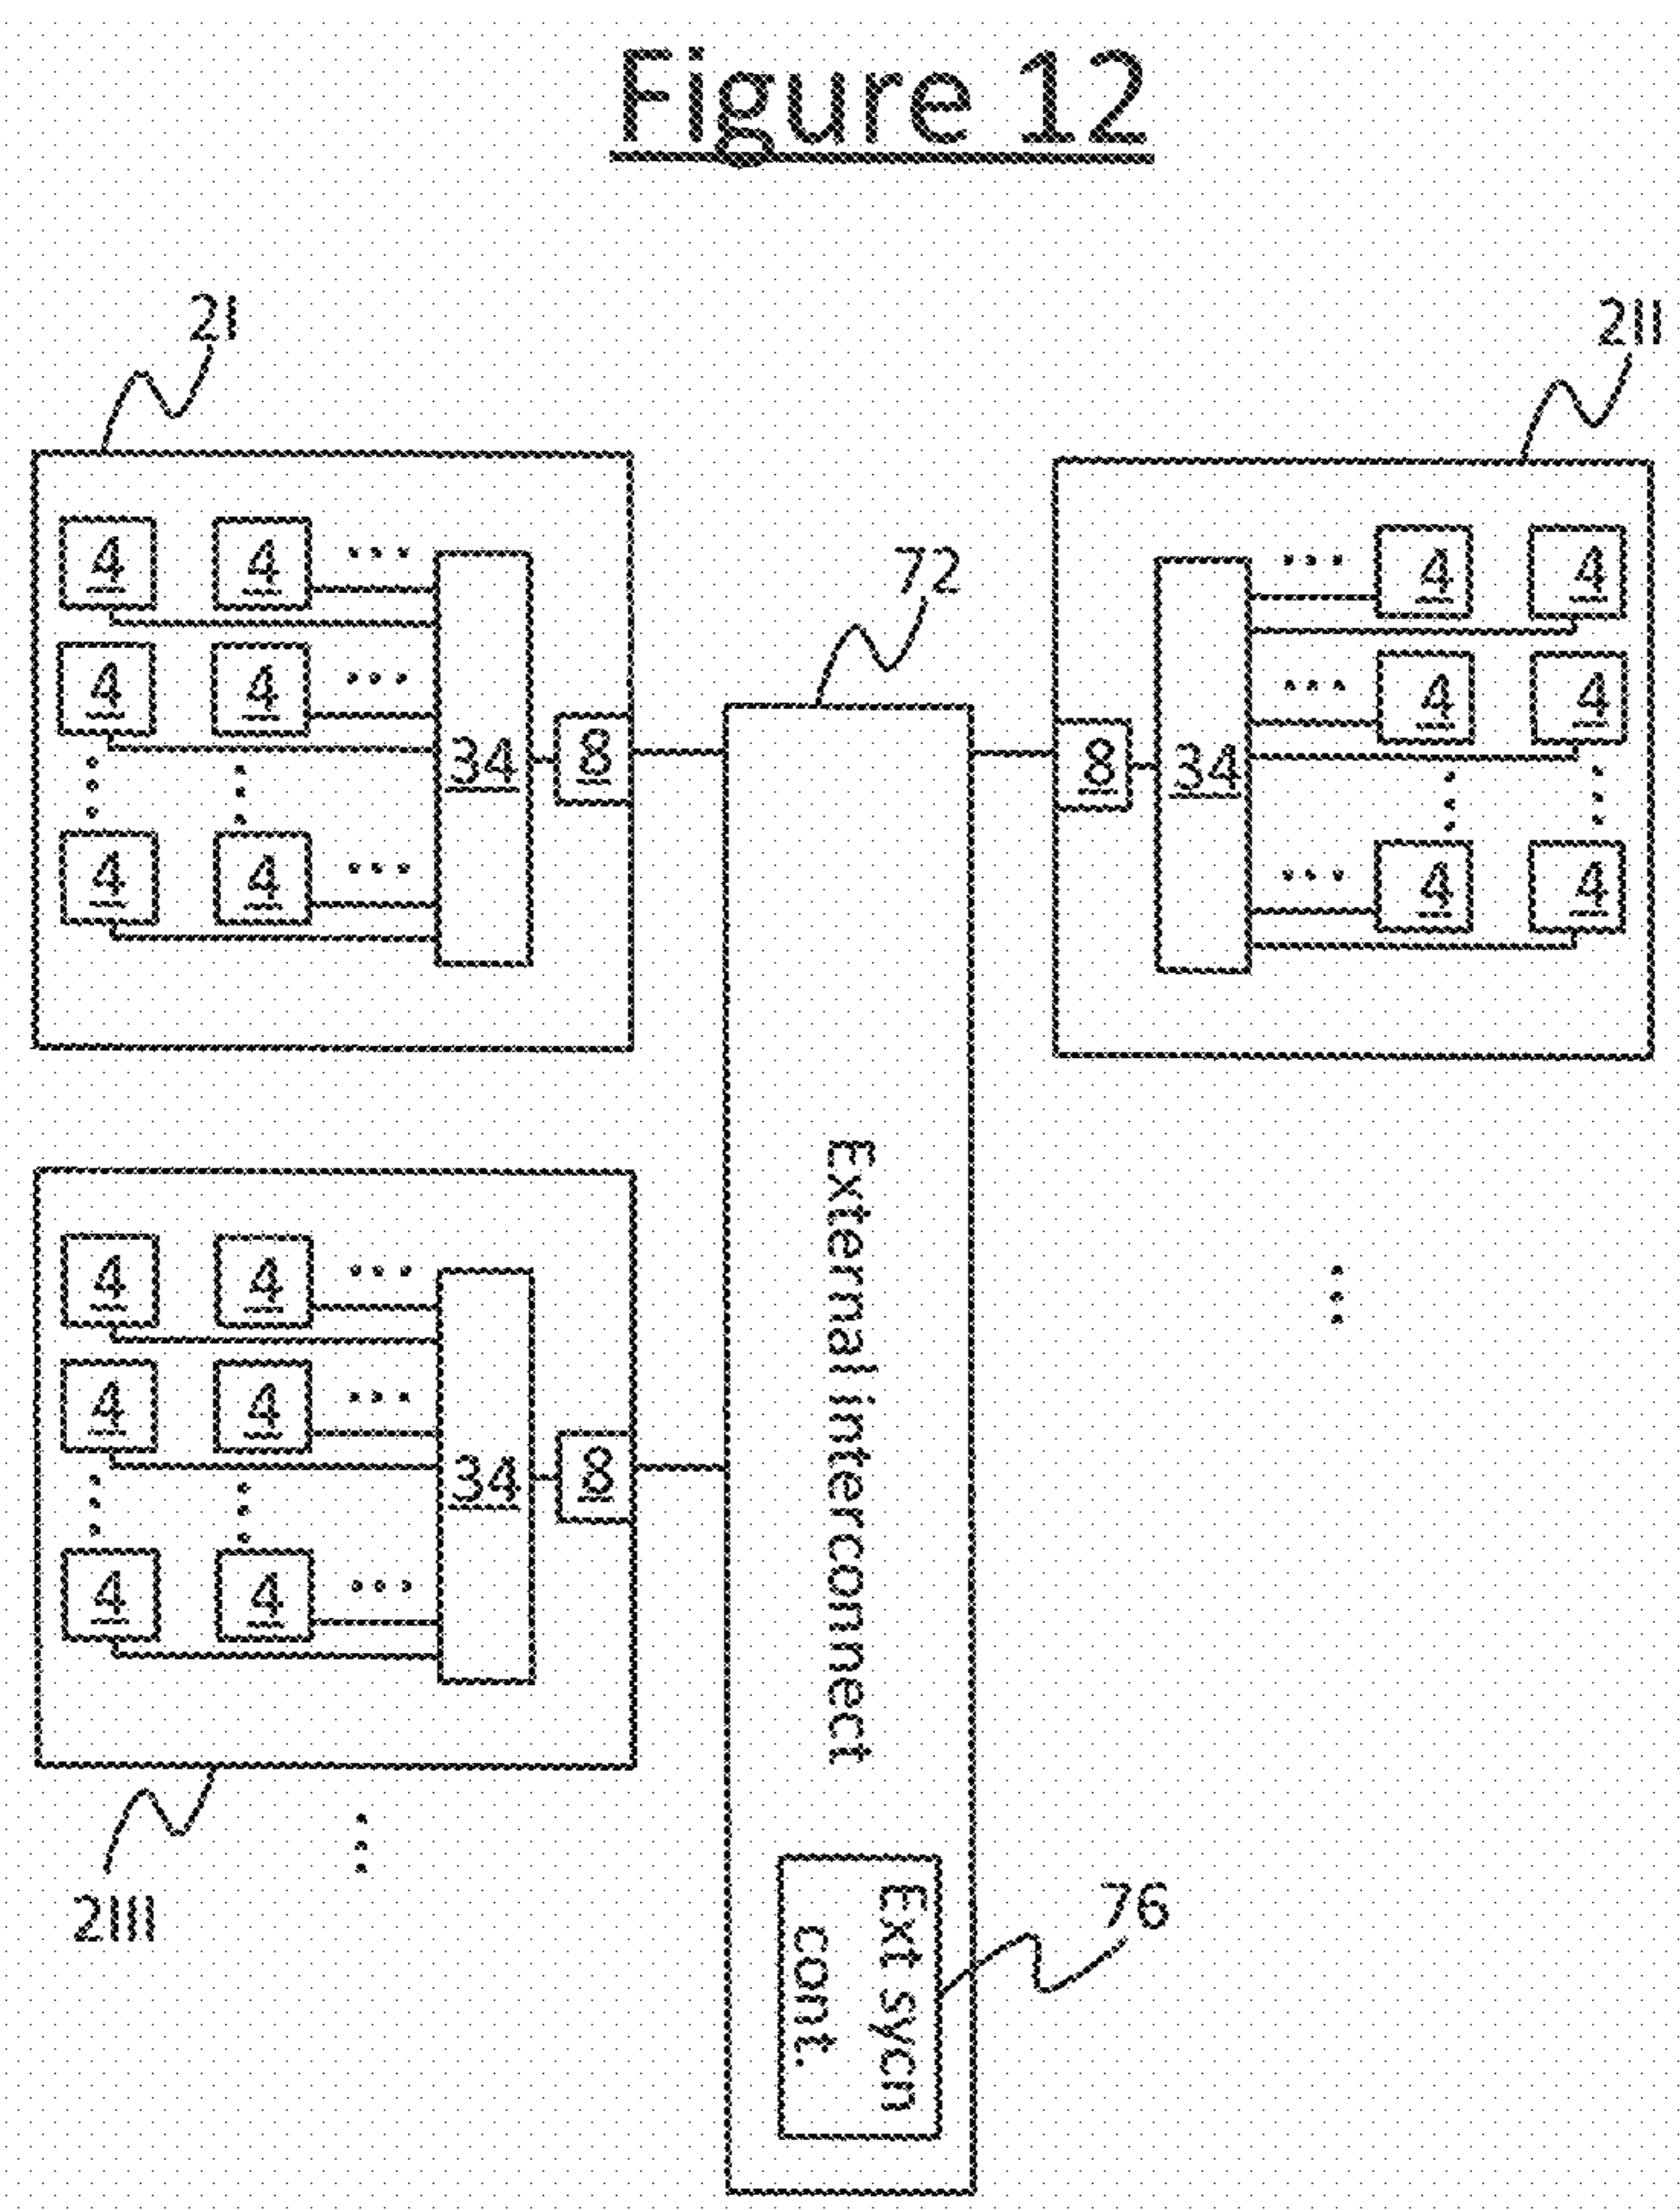 Figure 12
2I
2II
72
4 4 ... 34 8
4 4 ...
4 4 ...
8 34 ... 4 4
... 4 4
... 4 4
External interconnect
4 4 ... 34 8
4 4 ...
4 4 ...
2III
Ext sycn
cont.
76